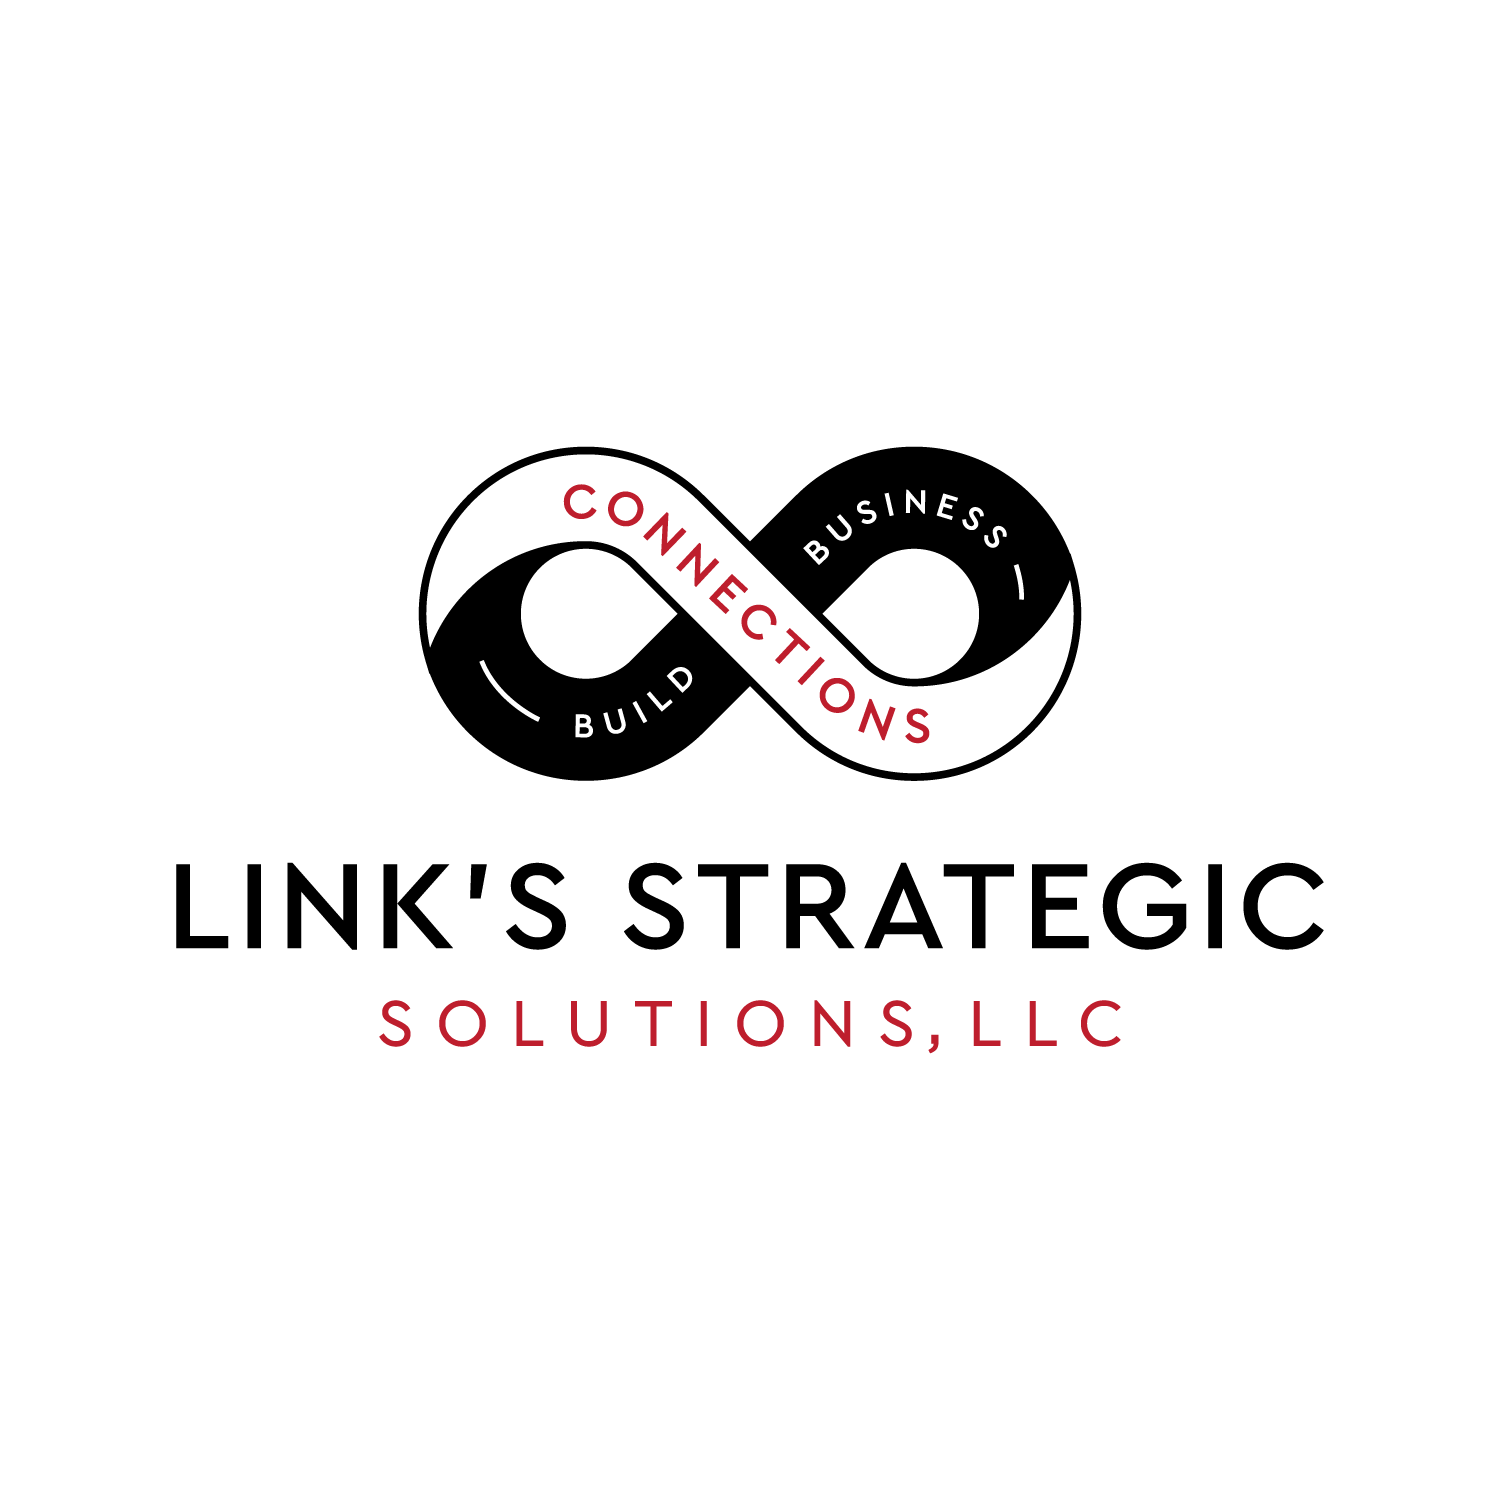 CONNECTIONS
BUSINESS
BUILD
LINK'S STRATEGIC
SOLUTIONS, LLC